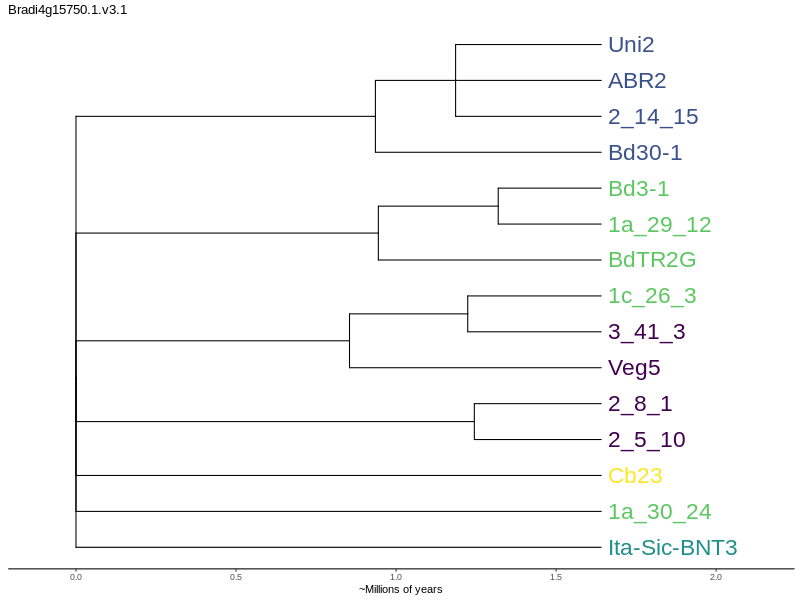 Bradi4g15750.1.v3.1
Uni2
ABR2
2_14_15
Bd30-1
Bd3-1
1a_29_12
BdTR2G
1c_26_3
3_41_3
Veg5
2_8_1
2_5_10
Cb23
1a_30_24
Ita-Sic-BNT3
0.0 0.5 1.0 1.5 2.0
~Millions of years